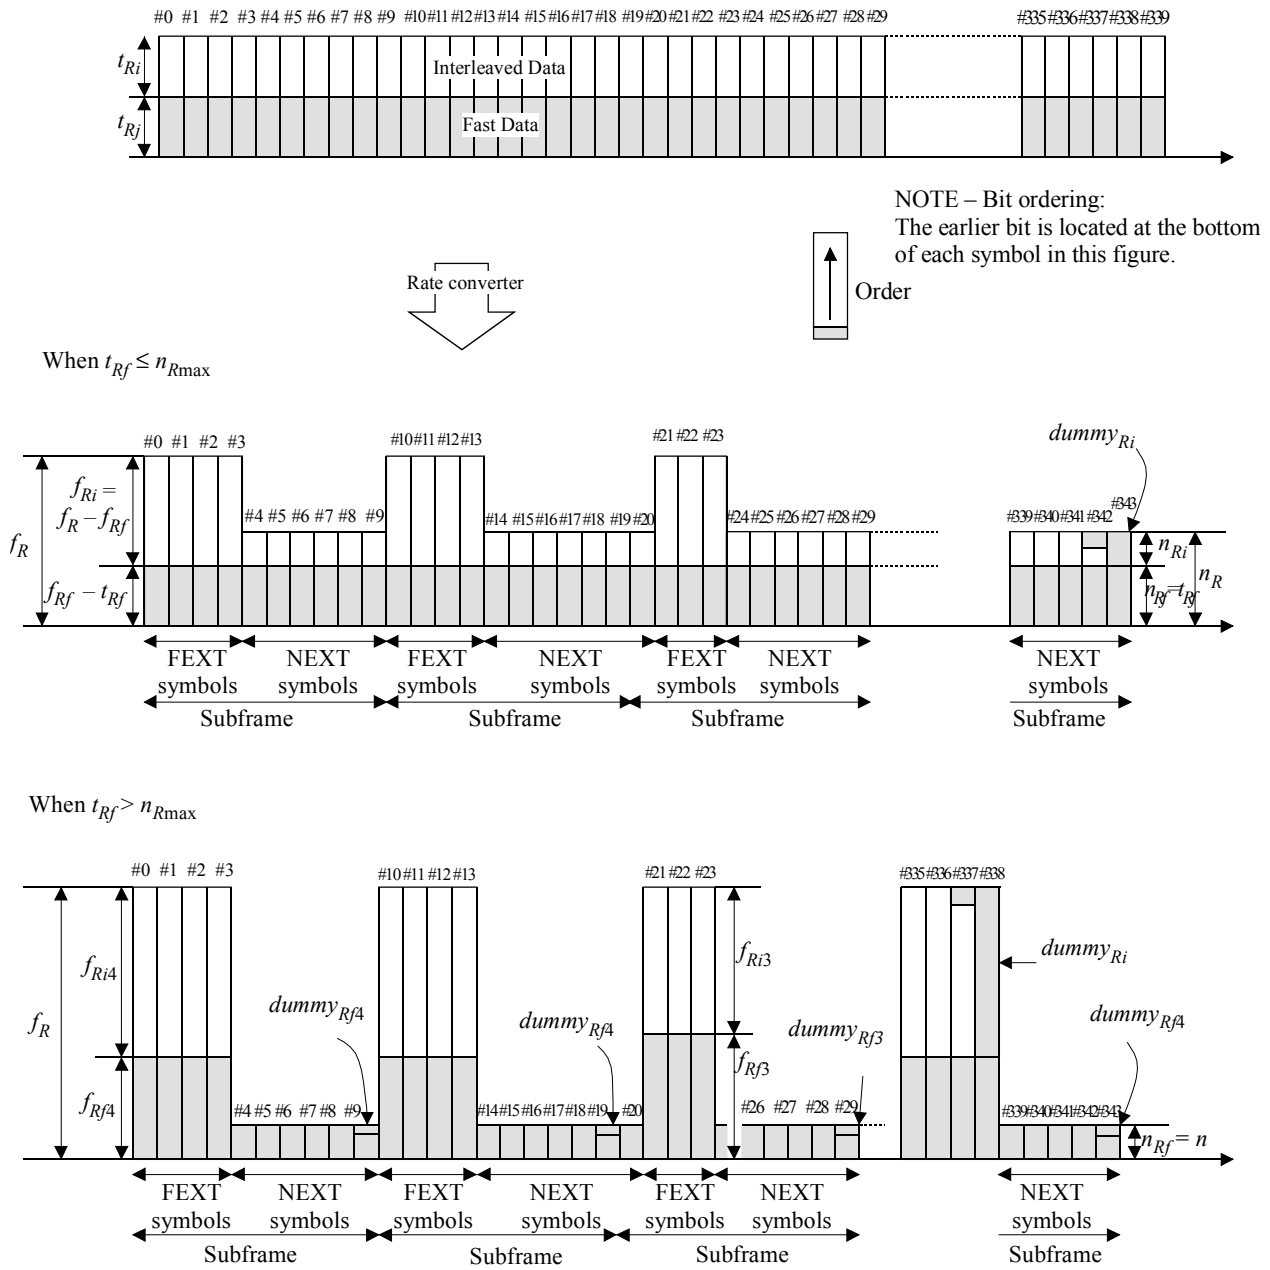 #0 #1 #2 #3 #4 #5 #6 #7 #8 #9 #10 #11 #12 #13 #14 #15 #16 #17 #18 #19 #20 #21 #22 #23 #24 #25 #26 #27 #28 #29 #335 #336 #337 #338 #339
tRi
Interleaved Data
tRj
Fast Data
NOTE – Bit ordering:
The earlier bit is located at the bottom
of each symbol in this figure.
Rate converter
Order
When tRf ≤ nRmax
#0 #1 #2 #3 #10 #11 #12 #13 #21 #22 #23 dummyRi
#343
#4 #5 #6 #7 #8 #9 #14 #15 #16 #17 #18 #19 #20 #24 #25 #26 #27 #28 #29 #339 #340 #341 #342
fRi =
fR – fRf
fR
nRi
nR
fRf – tRf
nRf = tRf
FEXT NEXT FEXT NEXT FEXT NEXT NEXT
symbols symbols symbols symbols symbols symbols symbols
Subframe Subframe Subframe Subframe
When tRf > nRmax
#0 #1 #2 #3 #10 #11 #12 #13 #21 #22 #23 #335 #336 #337 #338
fRi4
fRi3
dummyRi
fR
dummyRf4 dummyRf4 dummyRf3 dummyRf4
fRf4
fRf3
#4 #5 #6 #7 #8 #9 #14 #15 #16 #17 #18 #19 #20 #26 #27 #28 #29 #339 #340 #341 #342 #343
nRf = n
FEXT NEXT FEXT NEXT FEXT NEXT NEXT
symbols symbols symbols symbols symbols symbols symbols
Subframe Subframe Subframe Subframe